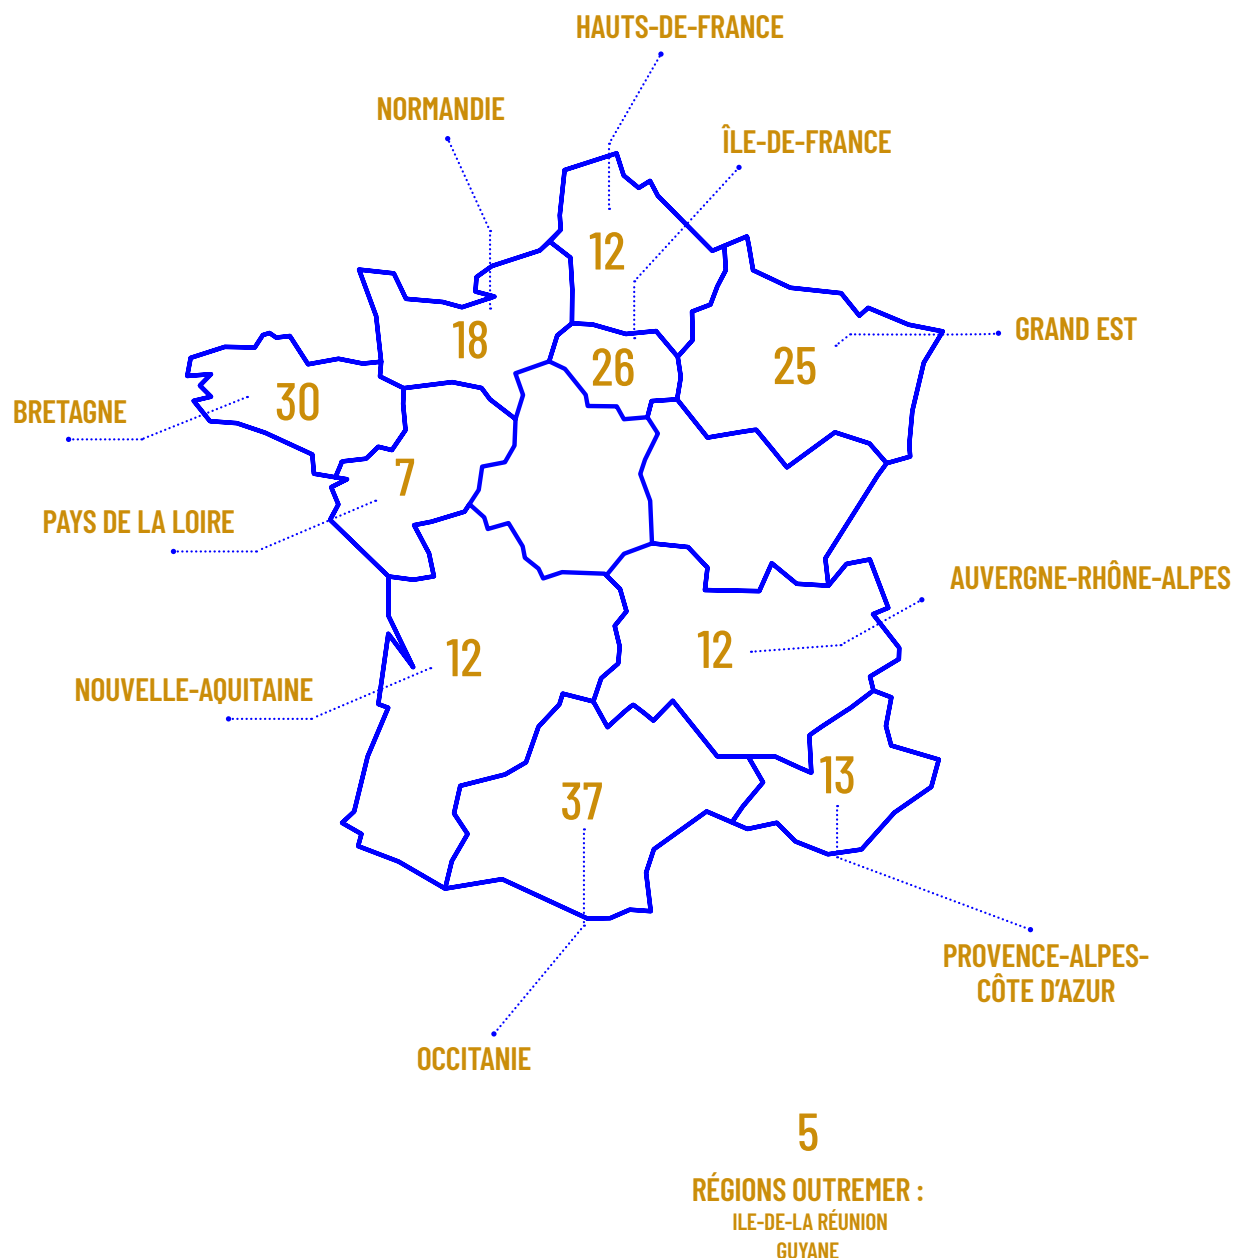 HAUTS-DE-FRANCE
NORMANDIE
ÎLE-DE-FRANCE
12
18
26
25
GRAND EST
30
BRETAGNE
7
PAYS DE LA LOIRE
AUVERGNE-RHÔNE-ALPES
12
12
NOUVELLE-AQUITAINE
13
37
PROVENCE-ALPES-
CÔTE D'AZUR
OCCITANIE
5
RÉGIONS OUTREMER :
ILE-DE-LA RÉUNION
GUYANE